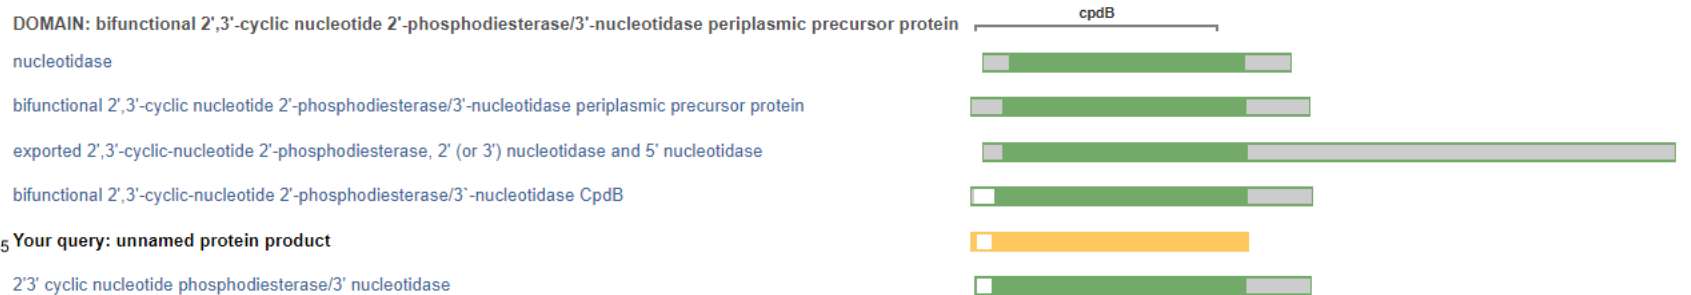 cpdB
DOMAIN: bifunctional 2',3'-cyclic nucleotide 2'-phosphodiesterase/3'-nucleotidase periplasmic precursor protein
nucleotidase
bifunctional 2',3'-cyclic nucleotide 2'-phosphodiesterase/3'-nucleotidase periplasmic precursor protein
exported 2',3'-cyclic-nucleotide 2'-phosphodiesterase, 2' (or 3') nucleotidase and 5' nucleotidase
bifunctional 2',3'-cyclic-nucleotide 2'-phosphodiesterase/3`-nucleotidase CpdB
5 Your query: unnamed protein product
2'3' cyclic nucleotide phosphodiesterase/3' nucleotidase